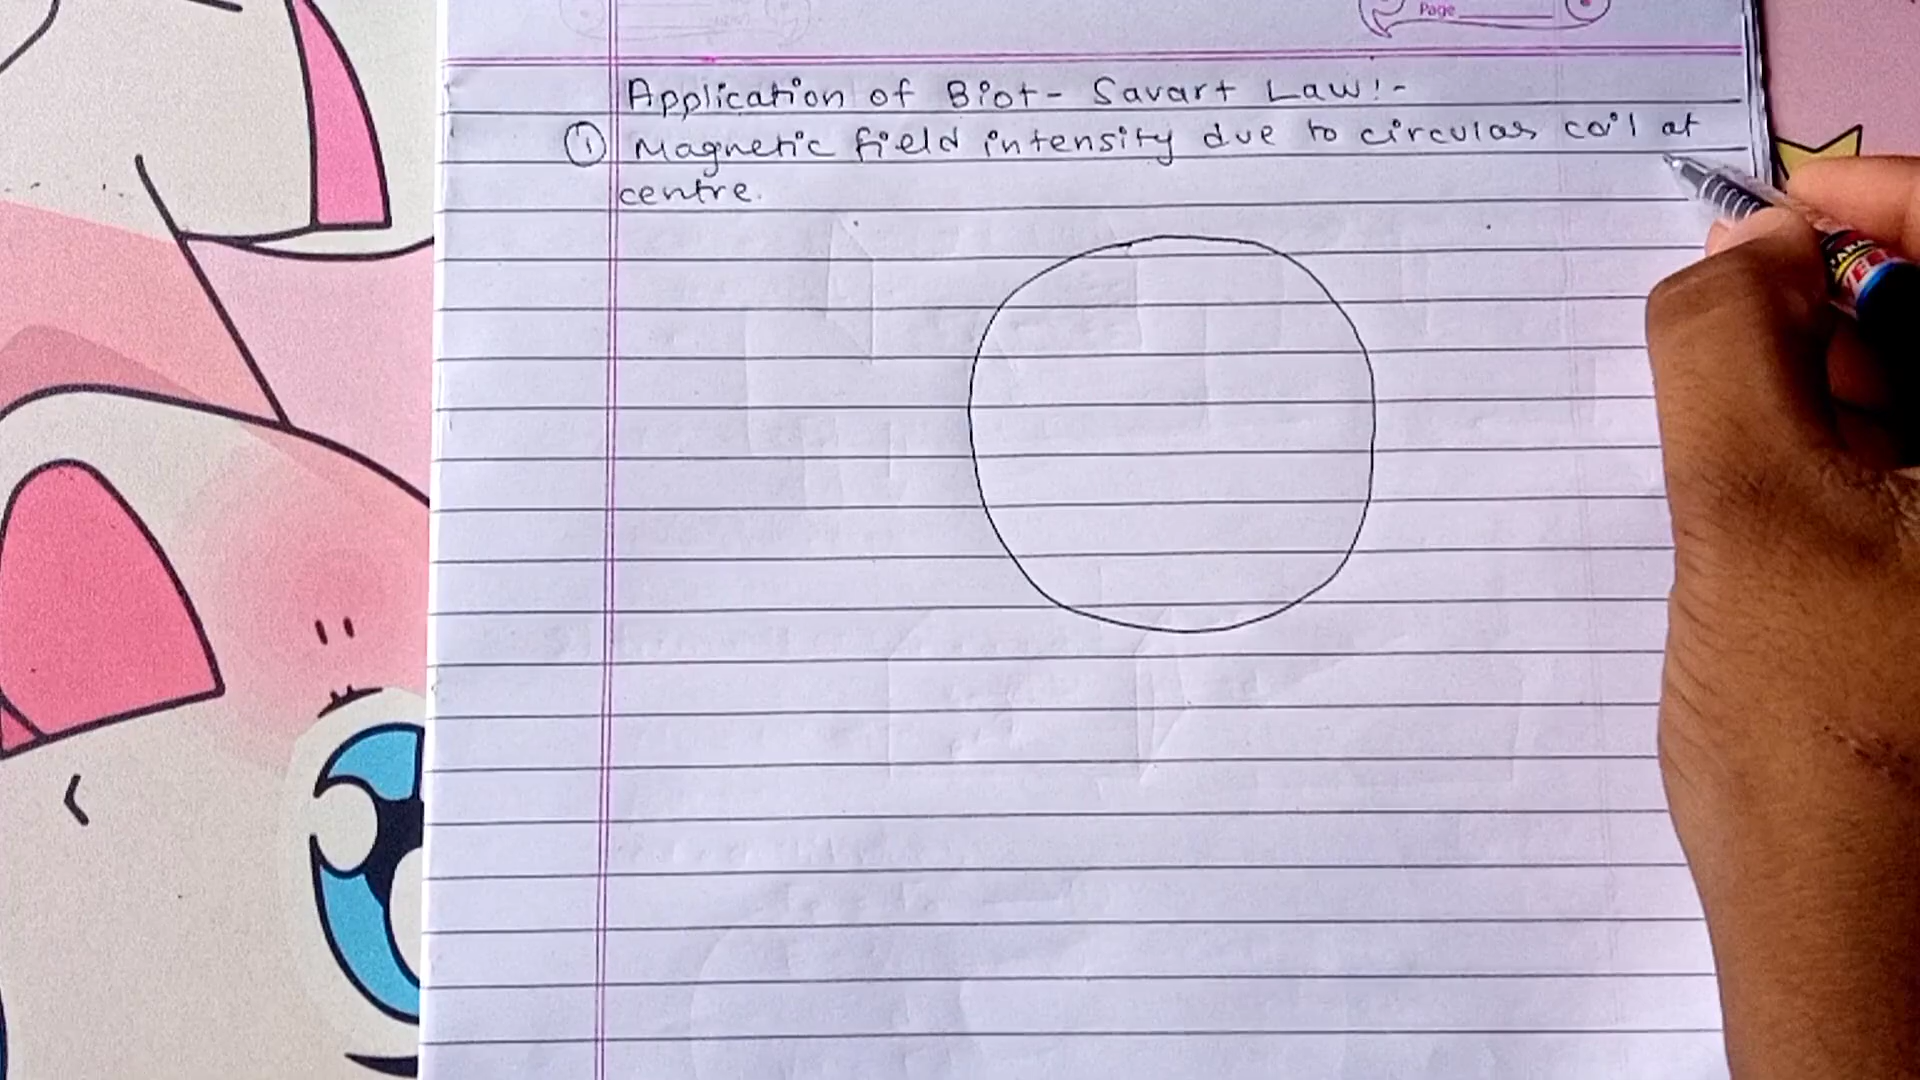 Page
Application of Biot- Savart Law:-
① Magnetic field intensity due to circular coil at
centre.